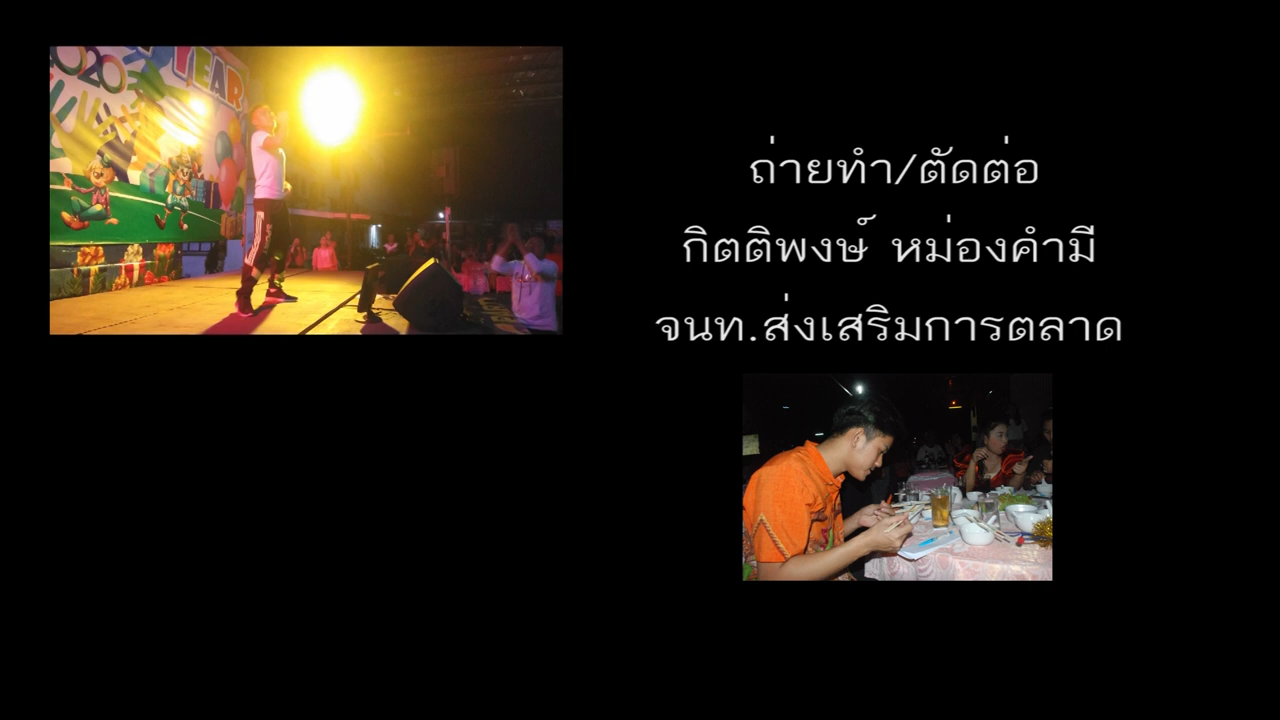 2020
YEAR
ถ่ายทำ/ตัดต่อ
กิตติพงษ์ หม่องคำมี
จนท.ส่งเสริมการตลาด